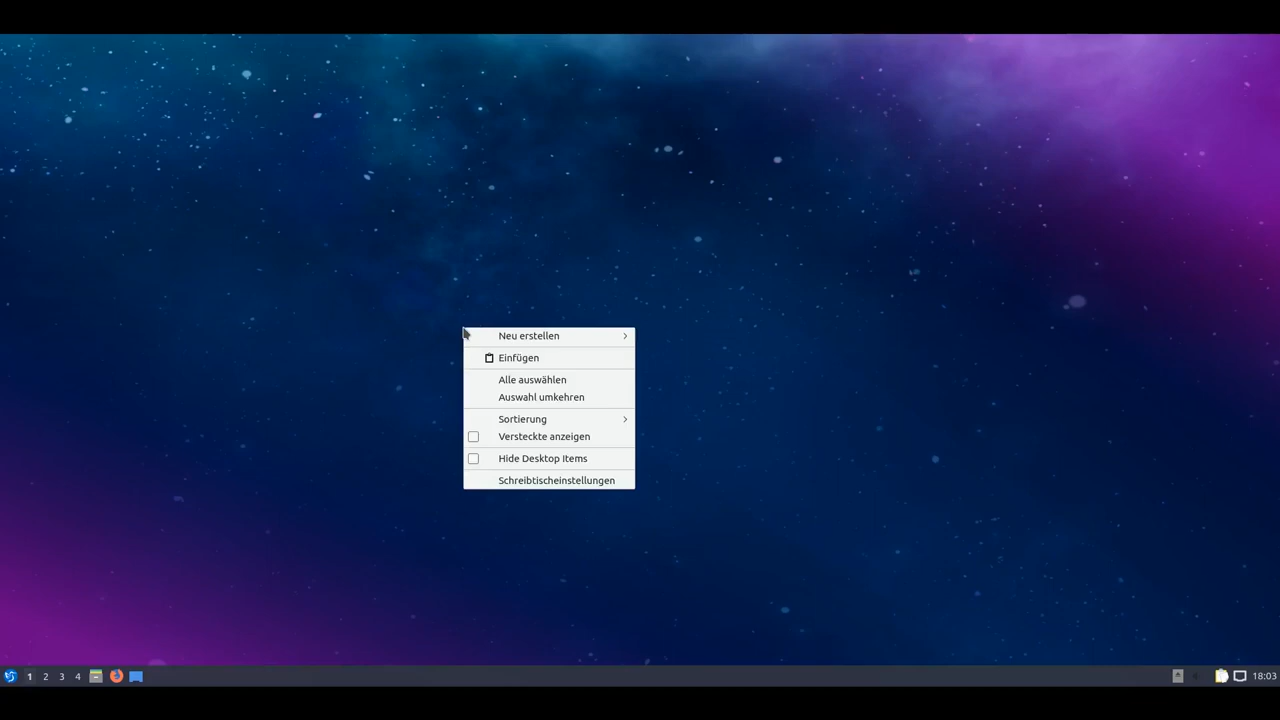 Neu erstellen
Einfügen
Alle auswählen
Auswahl umkehren
Sortierung
Versteckte anzeigen
Hide Desktop Items
Schreibtischeinstellungen
1 2 3 4 18:03